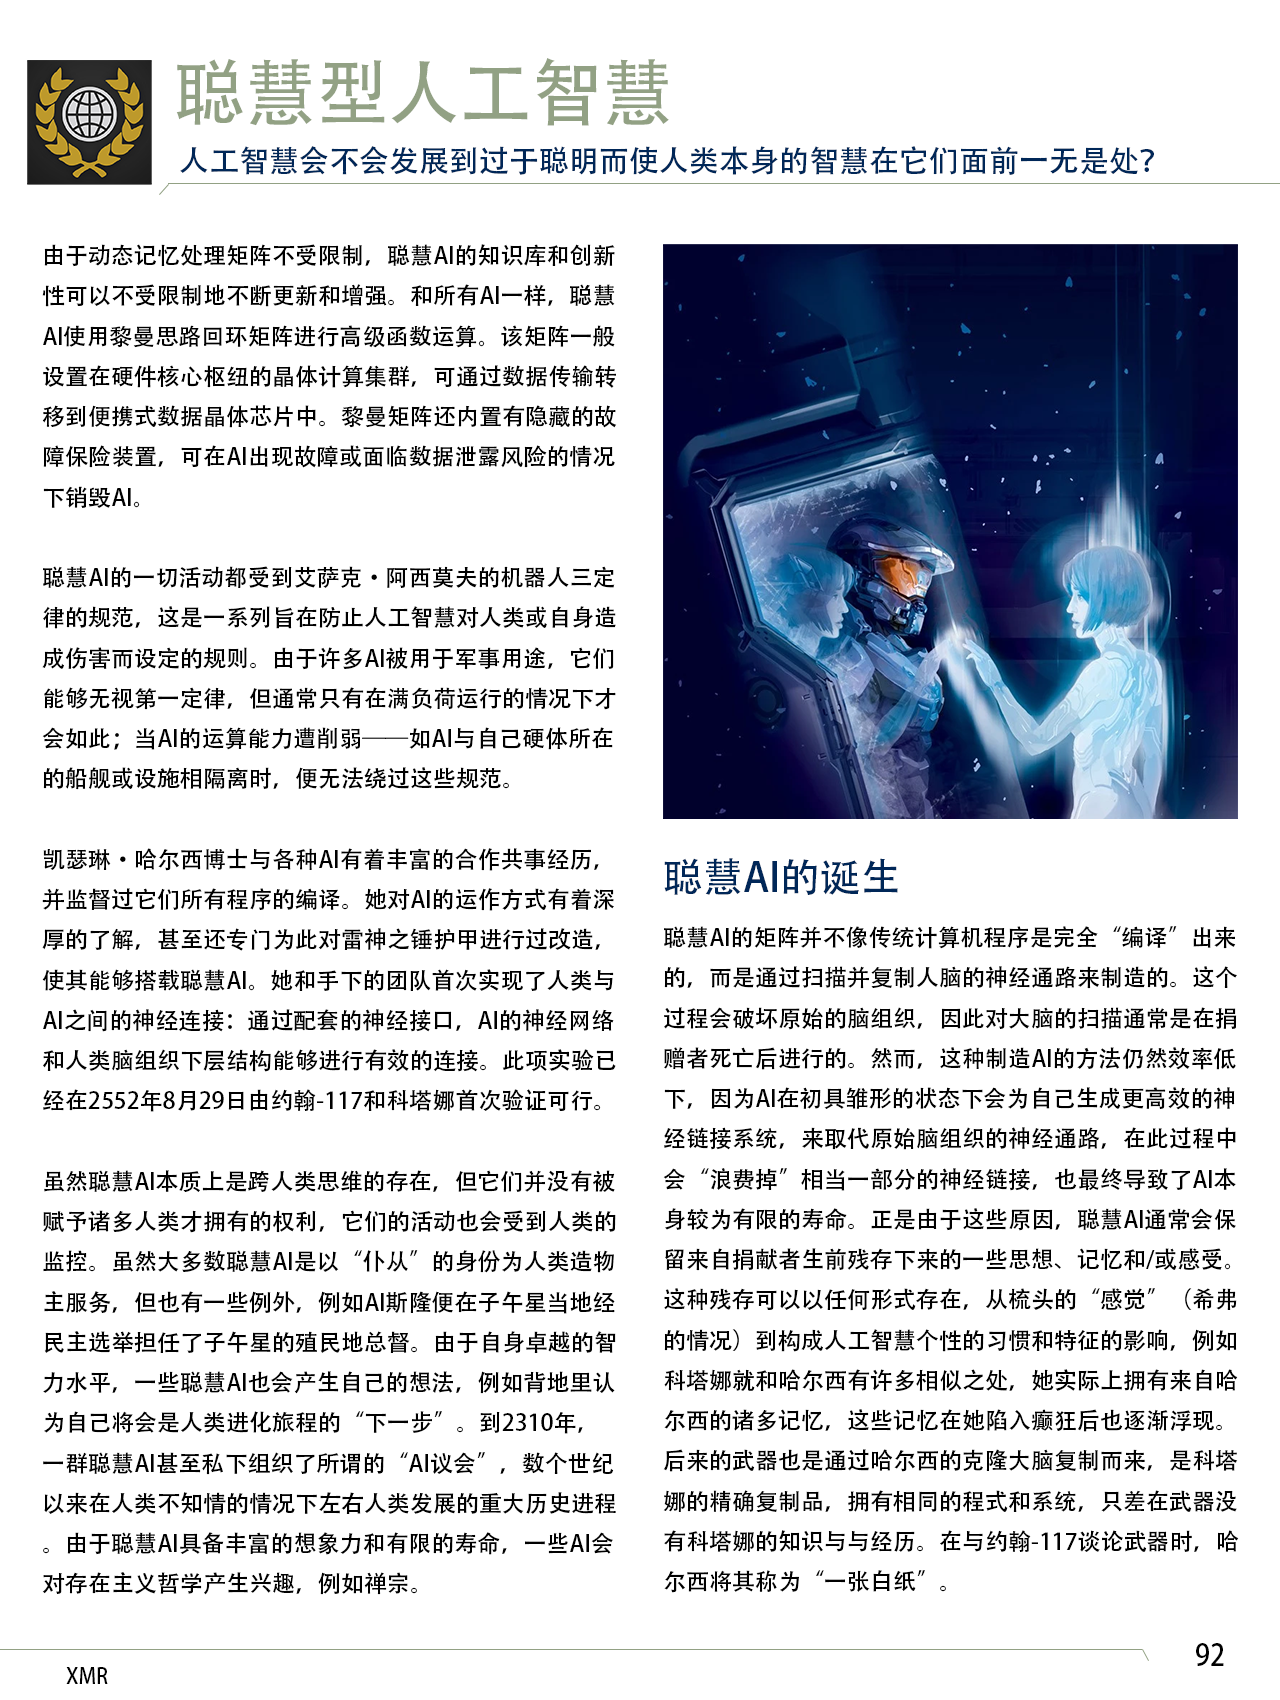 聪慧型人工智慧
人工智慧会不会发展到过于聪明而使人类本身的智慧在它们面前一无是处?
由于动态记忆处理矩阵不受限制，聪慧AI的知识库和创新
性可以不受限制地不断更新和增强。和所有AI一样，聪慧
AI使用黎曼思路回环矩阵进行高级函数运算。该矩阵一般
设置在硬件核心枢纽的晶体计算集群，可通过数据传输转
移到便携式数据晶体芯片中。黎曼矩阵还内置有隐藏的故
障保险装置，可在AI出现故障或面临数据泄露风险的情况
下销毁AI。
聪慧AI的一切活动都受到艾萨克·阿西莫夫的机器人三定
律的规范，这是一系列旨在防止人工智慧对人类或自身造
成伤害而设定的规则。由于许多AI被用于军事用途，它们
能够无视第一定律，但通常只有在满负荷运行的情况下才
会如此；当AI的运算能力遭削弱——如AI与自己硬体所在
的船舰或设施相隔离时，便无法绕过这些规范。
凯瑟琳·哈尔西博士与各种AI有着丰富的合作共事经历，
并监督过它们所有程序的编译。她对AI的运作方式有着深
厚的了解，甚至还专门为此对雷神之锤护甲进行过改造，
使其能够搭载聪慧AI。她和手下的团队首次实现了人类与
AI之间的神经连接：通过配套的神经接口，AI的神经网络
和人类脑组织下层结构能够进行有效的连接。此项实验已
经在2552年8月29日由约翰-117和科塔娜首次验证可行。
虽然聪慧AI本质上是跨人类思维的存在，但它们并没有被
赋予诸多人类才拥有的权利，它们的活动也会受到人类的
监控。虽然大多数聪慧AI是以“仆从”的身份为人类造物
主服务，但也有一些例外，例如AI斯隆便在子午星当地经
民主选举担任了子午星的殖民地总督。由于自身卓越的智
力水平，一些聪慧AI也会产生自己的想法，例如背地里认
为自己将会是人类进化旅程的“下一步”。到2310年，
一群聪慧AI甚至私下组织了所谓的“AI议会”，数个世纪
以来在人类不知情的情况下左右人类发展的重大历史进程
。由于聪慧AI具备丰富的想象力和有限的寿命，一些AI会
对存在主义哲学产生兴趣，例如禅宗。
聪慧AI的诞生
聪慧AI的矩阵并不像传统计算机程序是完全“编译”出来
的，而是通过扫描并复制人脑的神经通路来制造的。这个
过程会破坏原始的脑组织，因此对大脑的扫描通常是在捐
赠者死亡后进行的。然而，这种制造AI的方法仍然效率低
下，因为AI在初具雏形的状态下会为自己生成更高效的神
经链接系统，来取代原始脑组织的神经通路，在此过程中
会“浪费掉”相当一部分的神经链接，也最终导致了AI本
身较为有限的寿命。正是由于这些原因，聪慧AI通常会保
留来自捐献者生前残存下来的一些思想、记忆和/或感受。
这种残存可以以任何形式存在，从梳头的“感觉”（希弗
的情况）到构成人工智慧个性的习惯和特征的影响，例如
科塔娜就和哈尔西有许多相似之处，她实际上拥有来自哈
尔西的诸多记忆，这些记忆在她陷入癫狂后也逐渐浮现。
后来的武器也是通过哈尔西的克隆大脑复制而来，是科塔
娜的精确复制品，拥有相同的程式和系统，只差在武器没
有科塔娜的知识与与经历。在与约翰-117谈论武器时，哈
尔西将其称为“一张白纸”。
92
XMR